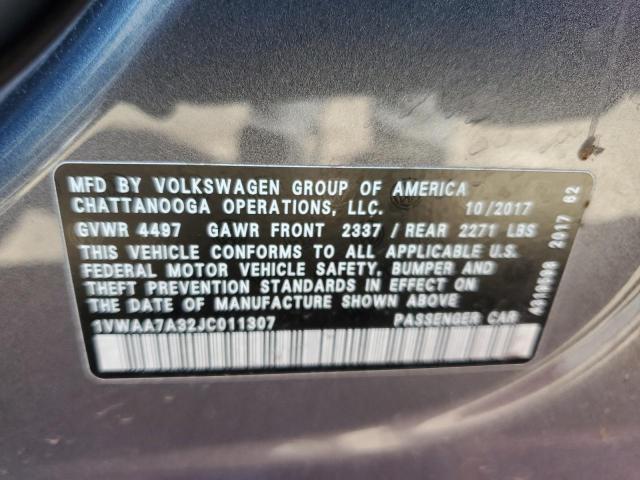 MFD BY VOLKSWAGEN GROUP OF AMERICA
CHATTANOOGA OPERATIONS, LLC. 10/2017
GVWR 4497 GAWR FRONT 2337 / REAR 2271 LBS
THIS VEHICLE CONFORMS TO ALL APPLICABLE U.S.
FEDERAL MOTOR VEHICLE SAFETY, BUMPER AND
THEFT PREVENTION STANDARDS IN EFFECT ON
THE DATE OF MANUFACTURE SHOWN ABOVE.
1VWAA7A32JC011307 PASSENGER CAR
2017 62